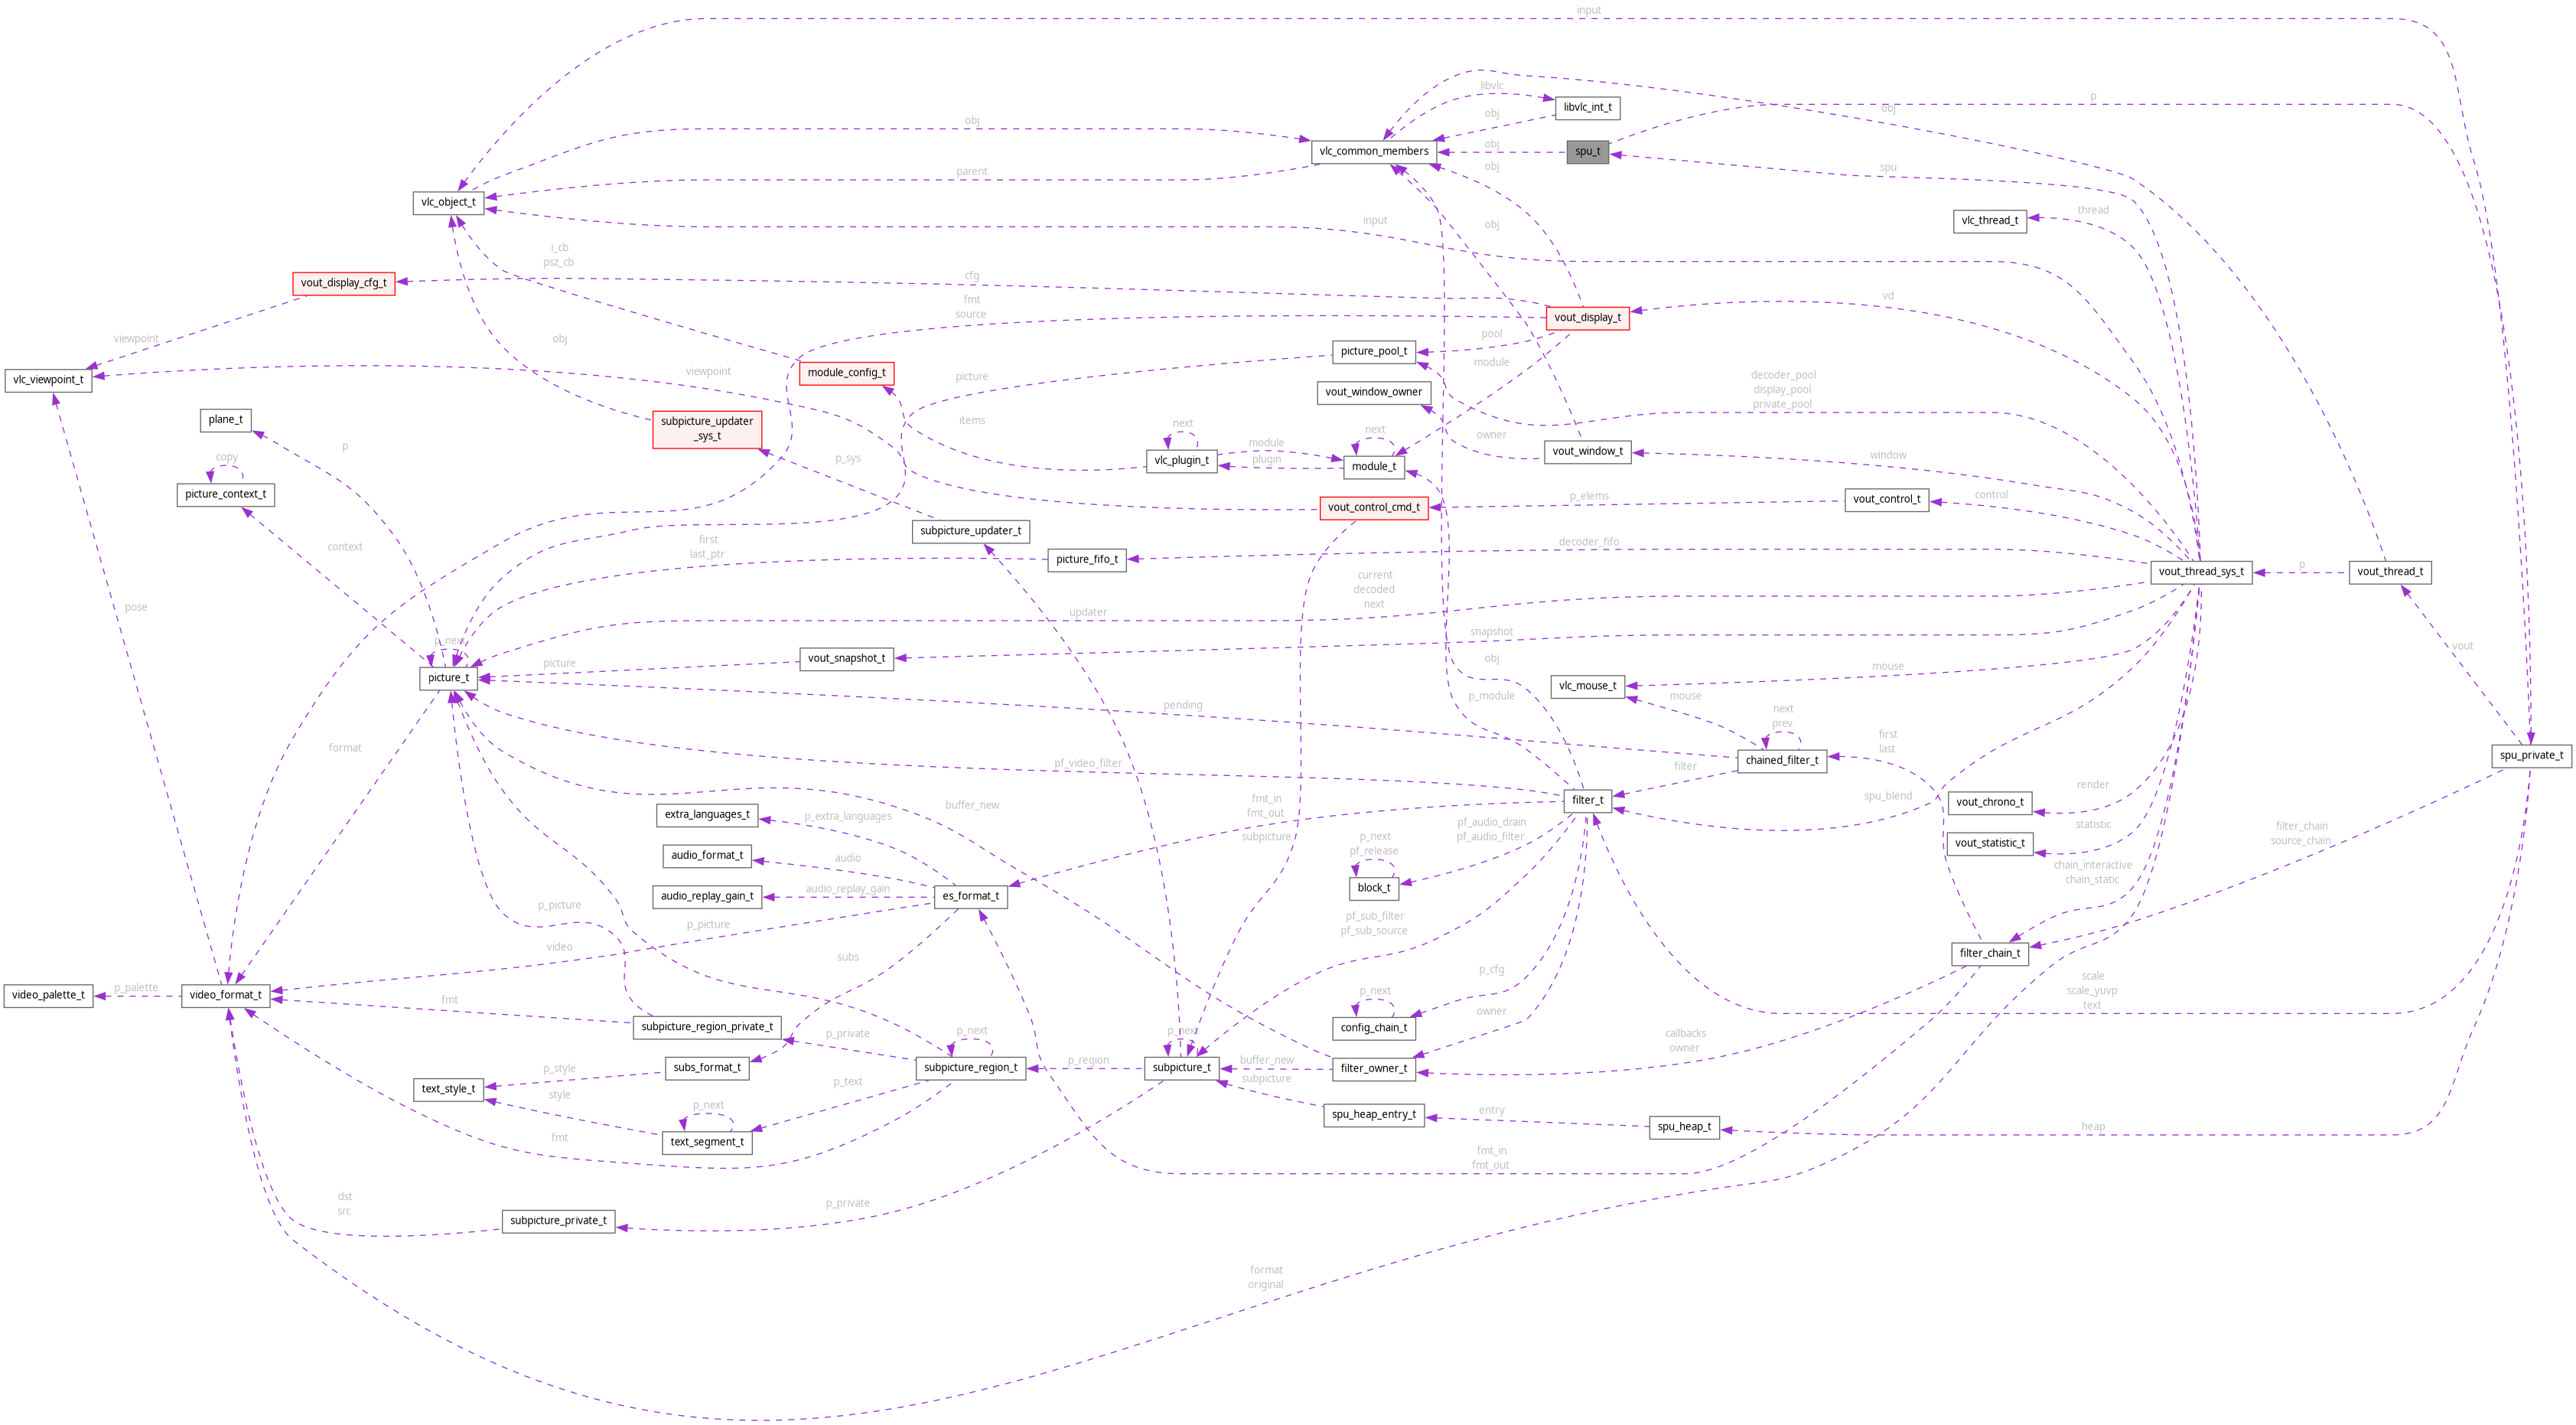 input
p
obj
libvlc
libvlc_int_t
obj
obj
vlc_common_members
obj
spu_t
obj
parent
spu
vlc_object_t
thread
vlc_thread_t
input
obj
i_cb
psz_cb
vout_display_cfg_t
cfg
vd
fmt
source
vout_display_t
viewpoint
obj
pool
picture_pool_t
module
vlc_viewpoint_t
module_config_t
viewpoint
picture
decoder_pool
display_pool
private_pool
vout_window_owner
plane_t
subpicture_updater
_sys_t
items
next
next
owner
p
module
vout_window_t
copy
p_sys
vlc_plugin_t
plugin
module_t
window
picture_context_t
p_elems
control
vout_control_t
vout_control_cmd_t
subpicture_updater_t
context
first
last_ptr
decoder_fifo
picture_fifo_t
vout_thread_sys_t
p
vout_thread_t
current
decoded
next
pose
updater
p_next
snapshot
vout
picture
vout_snapshot_t
obj
mouse
picture_t
vlc_mouse_t
p_module
mouse
pending
next
prev
first
last
format
pf_video_filter
filter
chained_filter_t
spu_private_t
spu_blend
render
buffer_new
fmt_in
fmt_out
filter_t
vout_chrono_t
extra_languages_t
p_extra_languages
subpicture
pf_audio_drain
pf_audio_filter
statistic
filter_chain
source_chain
p_next
pf_release
vout_statistic_t
audio_format_t
audio
chain_interactive
chain_static
block_t
audio_replay_gain_t
audio_replay_gain
es_format_t
p_picture
p_picture
pf_sub_filter
pf_sub_source
video
subs
filter_chain_t
p_cfg
scale
scale_yuvp
text
video_palette_t
p_palette
video_format_t
fmt
p_next
subpicture_region_private_t
config_chain_t
owner
p_private
p_next
p_next
callbacks
owner
p_style
subs_format_t
subpicture_region_t
p_region
subpicture_t
buffer_new
subpicture
filter_owner_t
text_style_t
style
p_text
p_next
entry
spu_heap_entry_t
spu_heap_t
heap
fmt
text_segment_t
fmt_in
fmt_out
dst
src
p_private
subpicture_private_t
format
original